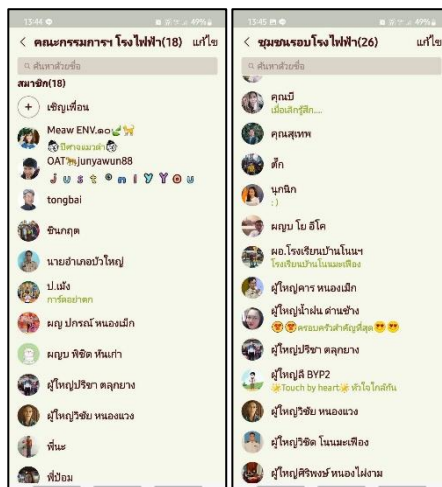 13:44
49%
< คณะกรรมการฯ โรงไฟฟ้า(18) แก้ไข
ค้นหาด้วยชื่อ
สมาชิก(18)
+ เชิญเพื่อน
Meaw ENV.๑๐
ปีศาจแมวดำ
OAT junyawun88
J u s t o n l y Y o u
tongbai
ชินกฤต
นายอำเภอบัวใหญ่
ป.เม้ง
การ์ดอย่าตก
ผญ ปกรณ์ หนองเม็ก
ผญบ พิชิต หันเก่า
ผู้ใหญ่ปรีชา ตลุกยาง
ผู้ใหญ่วิชัย หนองแวง
พี่นะ
พี่ป้อม
13:45
49%
< ชุมชนรอบโรงไฟฟ้า(26) แก้ไข
ค้นหาด้วยชื่อ
คุณบี
เมื่อเลิกรู้สึก....
คุณสุเทพ
ตั๊ก
นุกนิก
: )
ผญบ โย อีโค
ผอ.โรงเรียนบ้านโนนฯ
โรงเรียนบ้านโนนมะเฟือง
ผู้ใหญ่คาร หนองเม็ก
ผู้ใหญ่น้ำฝน ด่านช้าง
ครอบครัวสำคัญที่สุด
ผู้ใหญ่ปรีชา ตลุกยาง
ผู้ใหญ่ลี BYP2
Touch by heart หัวใจใกล้กัน
ผู้ใหญ่วิชัย หนองแวง
ผู้ใหญ่วิชิต โนนมะเฟือง
ผู้ใหญ่ศิริพงษ์ หนองไผ่งาม